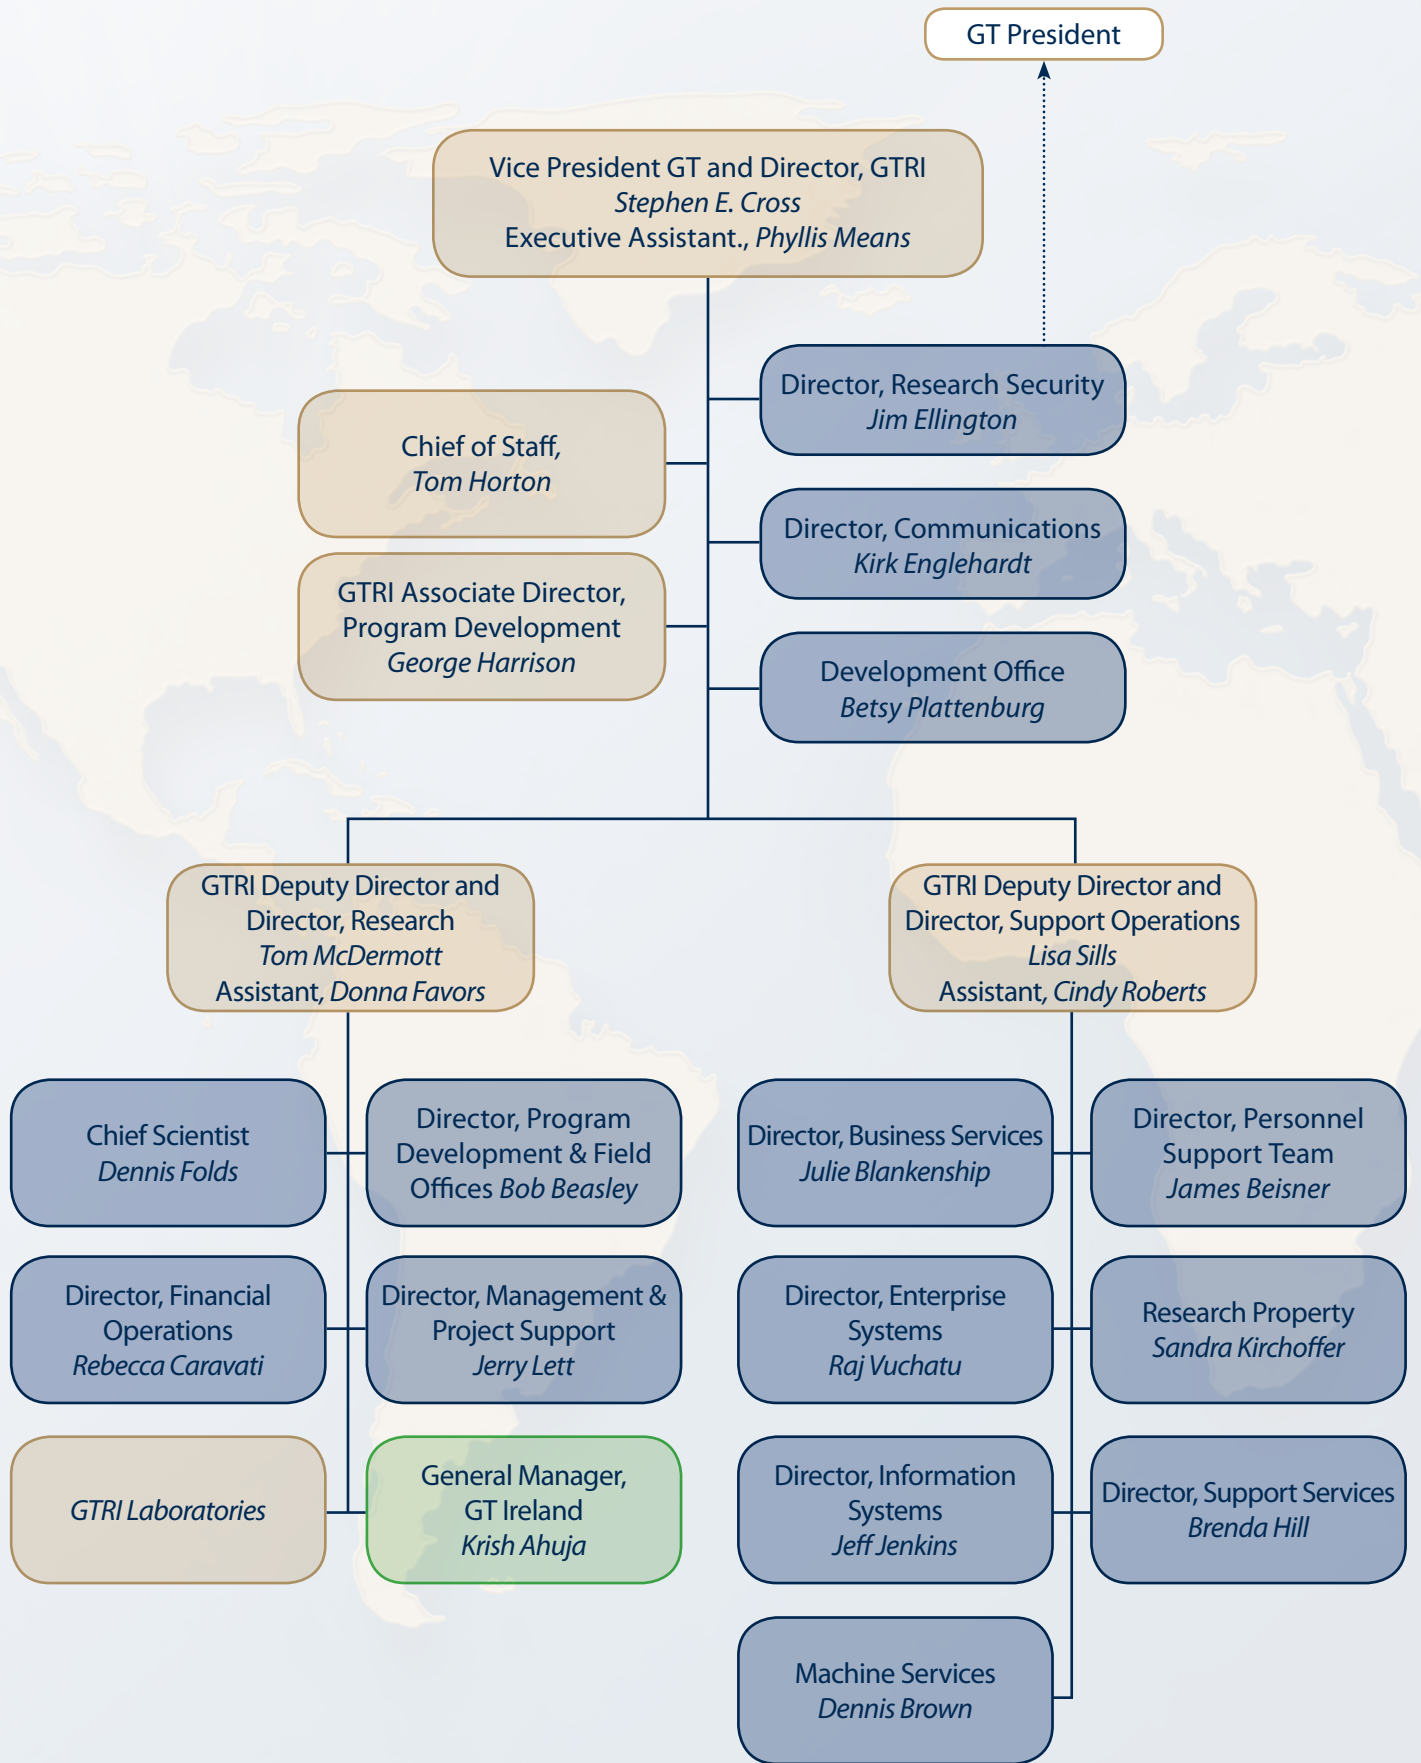 GT President
Vice President GT and Director, GTRI
Stephen E. Cross
Executive Assistant., Phyllis Means
Director, Research Security
Jim Ellington
Chief of Staff,
Tom Horton
Director, Communications
Kirk Englehardt
GTRI Associate Director,
Program Development
George Harrison
Development Office
Betsy Plattenburg
GTRI Deputy Director and
Director, Research
Tom McDermott
Assistant, Donna Favors
GTRI Deputy Director and
Director, Support Operations
Lisa Sills
Assistant, Cindy Roberts
Chief Scientist
Dennis Folds
Director, Program
Development & Field
Offices Bob Beasley
Director, Business Services
Julie Blankenship
Director, Personnel
Support Team
James Beisner
Director, Financial
Operations
Rebecca Caravati
Director, Management &
Project Support
Jerry Lett
Director, Enterprise
Systems
Raj Vuchatu
Research Property
Sandra Kirchoffer
GTRI Laboratories
General Manager,
GT Ireland
Krish Ahuja
Director, Information
Systems
Jeff Jenkins
Director, Support Services
Brenda Hill
Machine Services
Dennis Brown